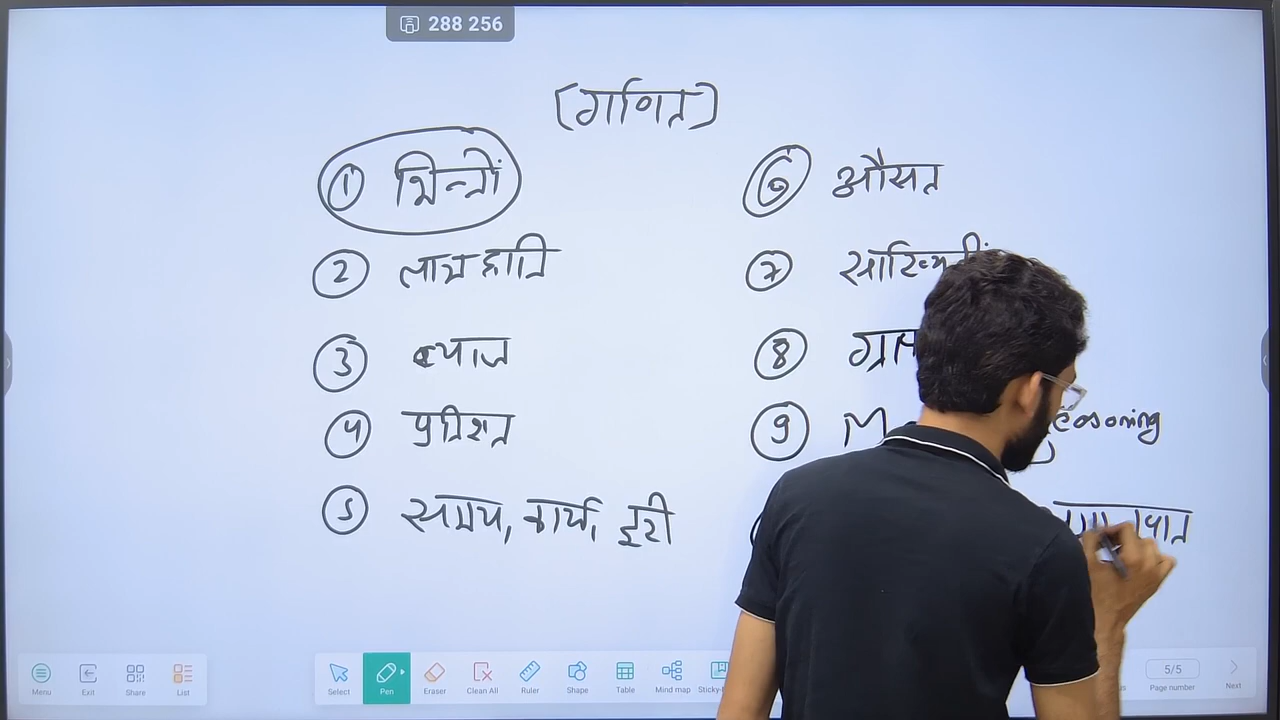 288 256
(गणित)
① भिन्नों
② लाभ हानि
③ ब्याज
④ प्रतिशत
⑤ समय, कार्य, दूरी
⑥ औसत
⑦
⑧
⑨ easoning
Menu Exit Share List
Select Pen Eraser Clean All Ruler Shape Table Mind map
5/5
Page number
Next